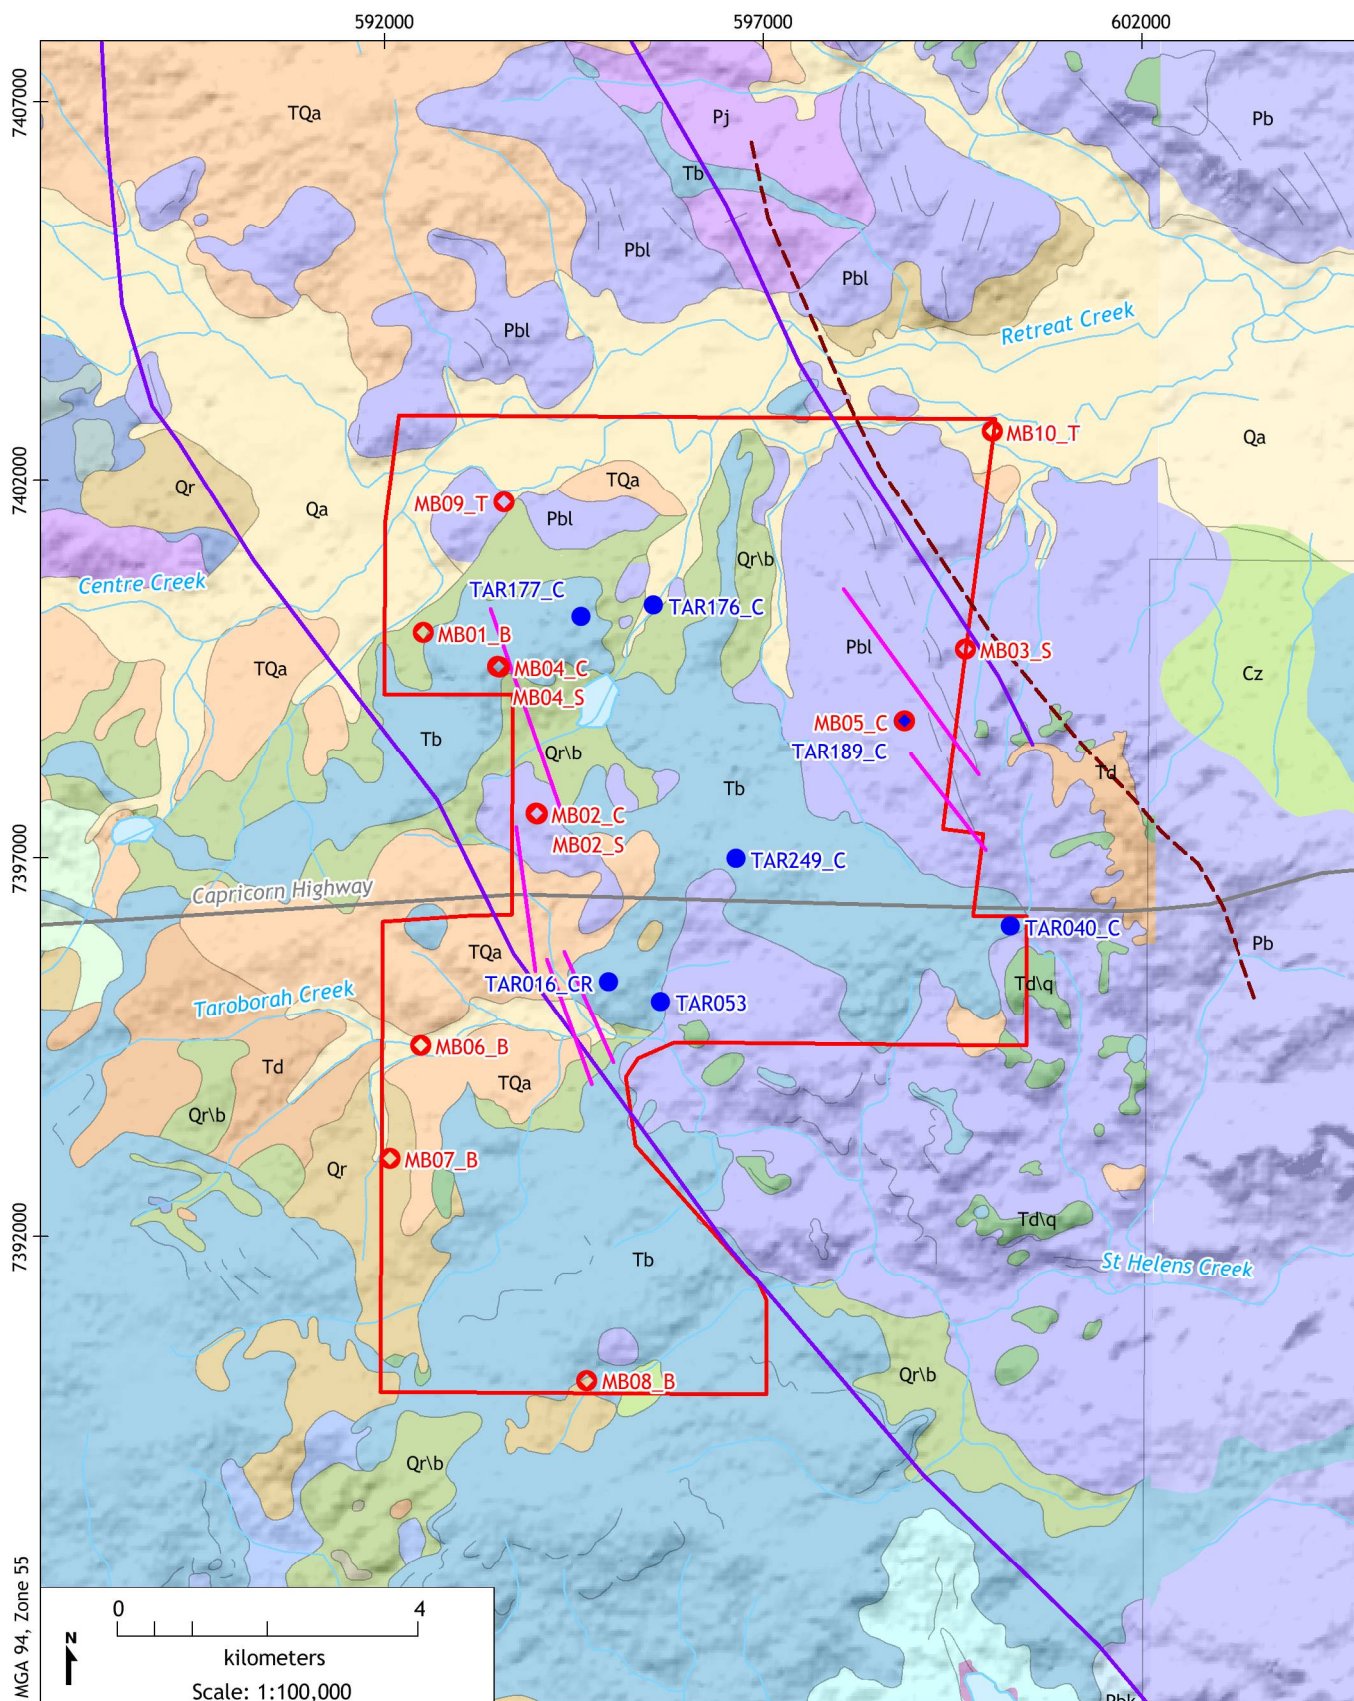 592000
597000
602000
7407000
TQa
Pj
Pb
Tb
Pbl
Pbl
Retreat Creek
Pbl
Qa
MB10_T
7402000
Qr
Qa
MB09_T
TQa
Pbl
Qr\b
Centre Creek
TAR177_C
TAR176_C
MB01_B
Pbl
MB03_S
TQa
MB04_C
MB04_S
Cz
MB05_C
TAR189_C
Tb
Qr\b
Td
Tb
MB02_C
MB02_S
7397000
TAR249_C
Capricorn Highway
TAR040_C
Pb
TQa
TAR016_CR
Td\q
Taroborah Creek
TAR053
MB06_B
Td
TQa
Qr\b
MB07_B
Qr
Td\q
7392000
Tb
St Helens Creek
Qr\b
MB08_B
Qr\b
MGA 94, Zone 55
0
4
N
kilometers
Scale: 1:100,000
Pbk